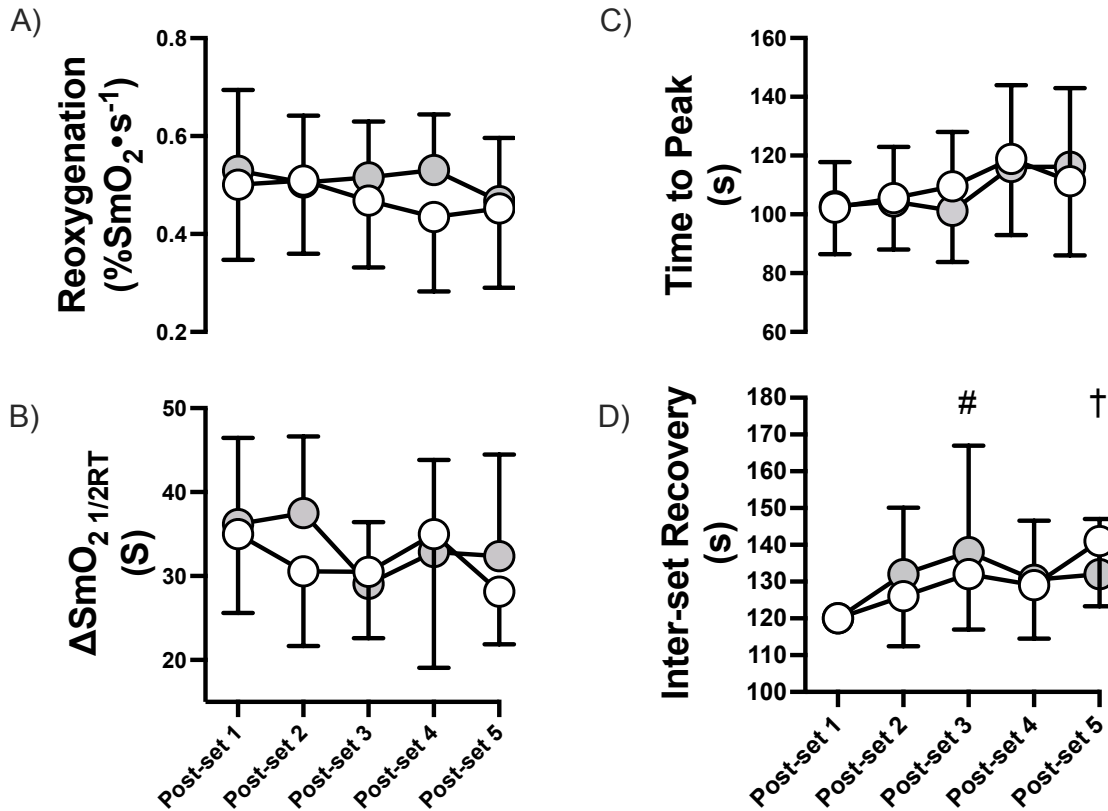 A)
Reoxygenation
(%SmO₂•s⁻¹)
0.8
0.6
0.4
0.2
B)
ΔSmO₂ 1/2RT
(S)
50
40
30
20
Post-set 1
Post-set 2
Post-set 3
Post-set 4
Post-set 5
C)
Time to Peak
(s)
160
140
120
100
80
60
D)
Inter-set Recovery
(s)
180
170
160
150
140
130
120
110
100
#
†
Post-set 1
Post-set 2
Post-set 3
Post-set 4
Post-set 5